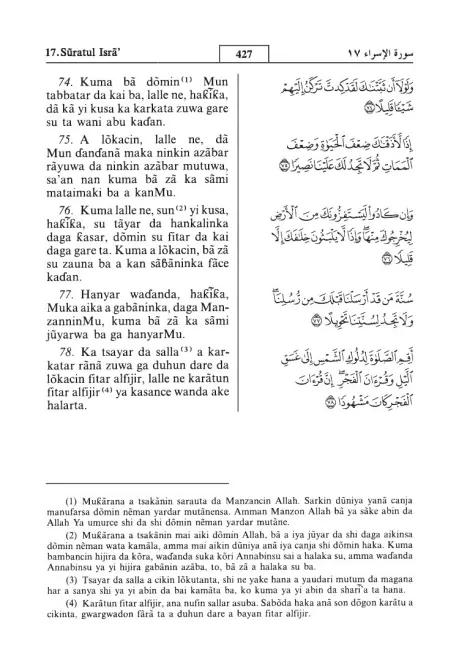 17. Sūratul Isrā’
427
سورة الإسراء ١٧
74. Kuma bā dōmin(1) Mun
tabbatar da kai ba, lalle ne, haƙīƙa,
dā kā yi kusa ka karkata zuwa gare
su ta wani abu kaɗan.
75. A lōkacin, lalle ne, dā
Mun ɗanɗanā maka ninkin azābar
rāyuwa da ninkin azābar mutuwa,
sa’an nan kuma bā zā ka sāmi
mataimaki ba a kanMu.
76. Kuma lalle ne, sun(2) yi kusa,
haƙīƙa, su tāyar da hankalinka
daga ƙasar, dōmin su fitar da kai
daga gare ta. Kuma a lōkacin, bā zā
su zauna ba a kan sāɓāninka fāce
kaɗan.
77. Hanyar waɗanda, haƙīƙa,
Muka aika a gabāninka, daga Man-
zanninMu, kuma bā zā ka sāmi
jūyarwa ba ga hanyarMu.
78. Ka tsayar da salla(3) a kar-
katar rānā zuwa ga duhun dare da
lōkacin fitar alfijir, lalle ne karātun
fitar alfijir(4) ya kasance wanda ake
halarta.
وَلَوْلَآ أَن ثَبَّتْنَٰكَ لَقَدْ كِدتَّ تَرْكَنُ إِلَيْهِمْ
شَيْـًٔا قَلِيلًا ٧٤
إِذًا لَّأَذَقْنَٰكَ ضِعْفَ ٱلْحَيَوٰةِ وَضِعْفَ
ٱلْمَمَاتِ ثُمَّ لَا تَجِدُ لَكَ عَلَيْنَا نَصِيرًا ٧٥
وَإِن كَادُوا۟ لَيَسْتَفِزُّونَكَ مِنَ ٱلْأَرْضِ
لِيُخْرِجُوكَ مِنْهَا ۖ وَإِذًا لَّا يَلْبَثُونَ خِلَٰفَكَ إِلَّا
قَلِيلًا ٧٦
سُنَّةَ مَن قَدْ أَرْسَلْنَا قَبْلَكَ مِن رُّسُلِنَا ۖ
وَلَا تَجِدُ لِسُنَّتِنَا تَحْوِيلًا ٧٧
أَقِمِ ٱلصَّلَوٰةَ لِدُلُوكِ ٱلشَّمْسِ إِلَىٰ غَسَقِ
ٱلَّيْلِ وَقُرْءَانَ ٱلْفَجْرِ ۖ إِنَّ قُرْءَانَ
ٱلْفَجْرِ كَانَ مَشْهُودًا ٧٨
(1) Muƙārana a tsakānin sarauta da Manzancin Allah. Sarkin dūniya yanā canja
manufarsa dōmin nēman yardar mutānensa. Amman Manzon Allah bā ya sāke abin da
Allah Ya umurce shi da shi dōmin nēman yardar mutāne.
(2) Muƙārana a tsakānin mai aiki dōmin Allah, bā a iya jūyar da shi daga aikinsa
dōmin nēman wata kamāla, amma mai aikin dūniya anā iya canja shi dōmin haka. Kuma
bambancin hijira da kōra, waɗanda suka kōri Annabinsu sai a halaka su, amma waɗanda
Annabinsu ya yi hijira gabānin azāba, to, bā zā a halaka su ba.
(3) Tsayar da salla a cikin lōkutanta, shi ne yake hana a yaudari mutum da magana
har a sanya shi ya yi abin da bai kamāta ba, ko kuma ya yi abin da sharī’a ta hana.
(4) Karātun fitar alfijir, ana nufin sallar asuba. Sabōda haka anā son dōgon karātu a
cikinta, gwargwadon fārā ta a duhun dare a bayan fitar alfijir.